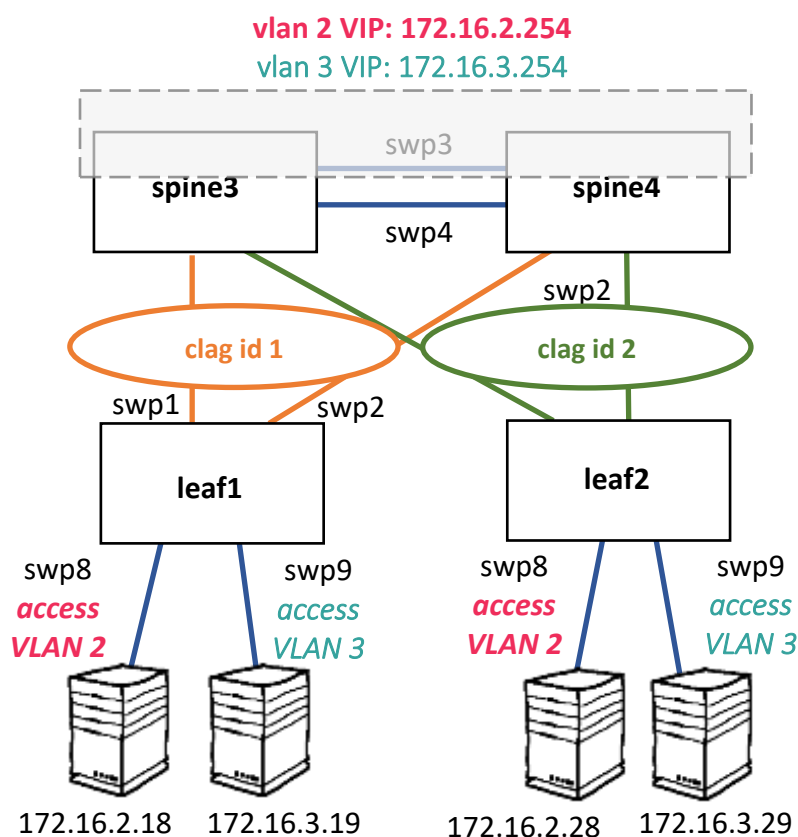 vlan 2 VIP: 172.16.2.254
vlan 3 VIP: 172.16.3.254
swp3
spine3
spine4
swp4
swp2
clag id 1
clag id 2
swp1
swp2
leaf1
leaf2
swp8
access
VLAN 2
swp9
access
VLAN 3
swp8
access
VLAN 2
swp9
access
VLAN 3
172.16.2.18
172.16.3.19
172.16.2.28
172.16.3.29